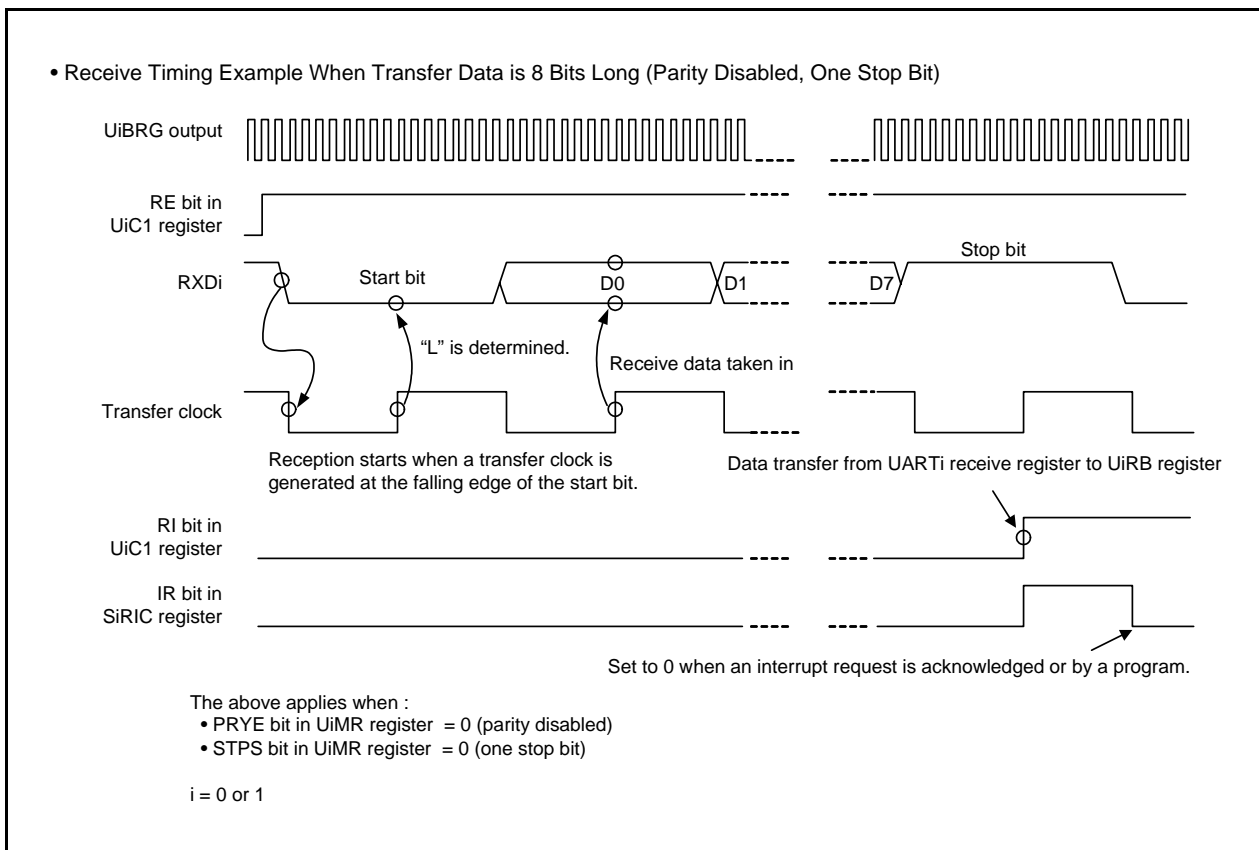 • Receive Timing Example When Transfer Data is 8 Bits Long (Parity Disabled, One Stop Bit)
UiBRG output
RE bit in
UiC1 register
RXDi
Start bit
D0
D1
D7
Stop bit
“L” is determined.
Receive data taken in
Transfer clock
Reception starts when a transfer clock is
generated at the falling edge of the start bit.
Data transfer from UARTi receive register to UiRB register
RI bit in
UiC1 register
IR bit in
SiRIC register
Set to 0 when an interrupt request is acknowledged or by a program.
The above applies when :
• PRYE bit in UiMR register = 0 (parity disabled)
• STPS bit in UiMR register = 0 (one stop bit)
i = 0 or 1